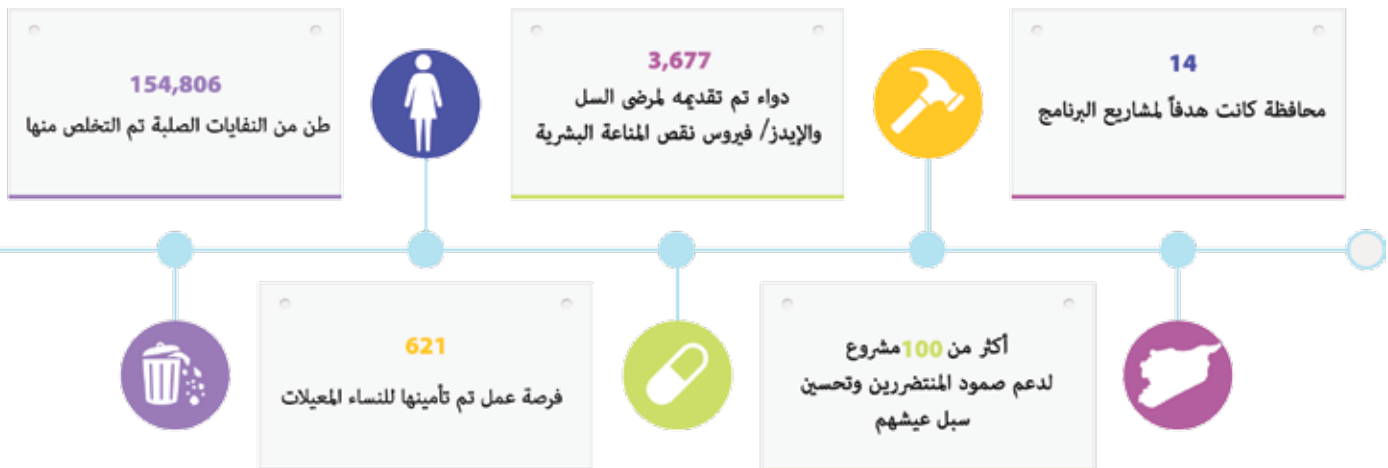 14
محافظة كانت هدفاً لمشاريع البرنامج
أكثر من 100 مشروع
لدعم صمود المنتضررين وتحسين
سبل عيشهم
3,677
دواء تم تقديمه لمرضى السل
والإيدز/ فيروس نقص المناعة البشرية
621
فرصة عمل تم تأمينها للنساء المعيلات
154,806
طن من النفايات الصلبة تم التخلص منها